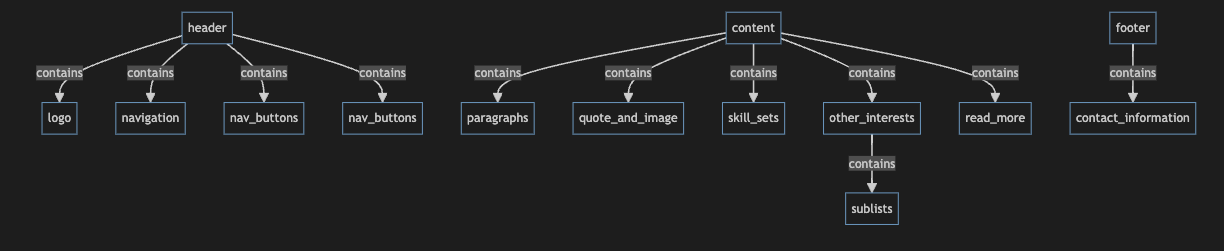 header
content
footer
contains
contains
contains
contains
contains
contains
contains
contains
contains
contains
logo
navigation
nav_buttons
nav_buttons
paragraphs
quote_and_image
skill_sets
other_interests
read_more
contact_information
contains
sublists